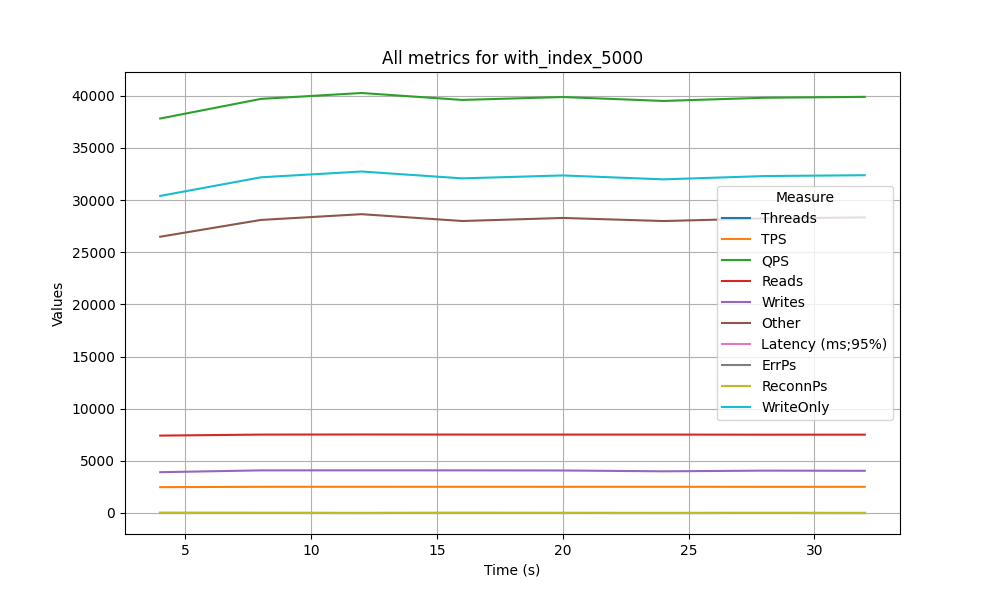 All metrics for with_index_5000
40000
35000
30000
25000
20000
15000
10000
5000
0
Values
Measure
Threads
TPS
QPS
Reads
Writes
Other
Latency (ms;95%)
ErrPs
ReconnPs
WriteOnly
5 10 15 20 25 30
Time (s)